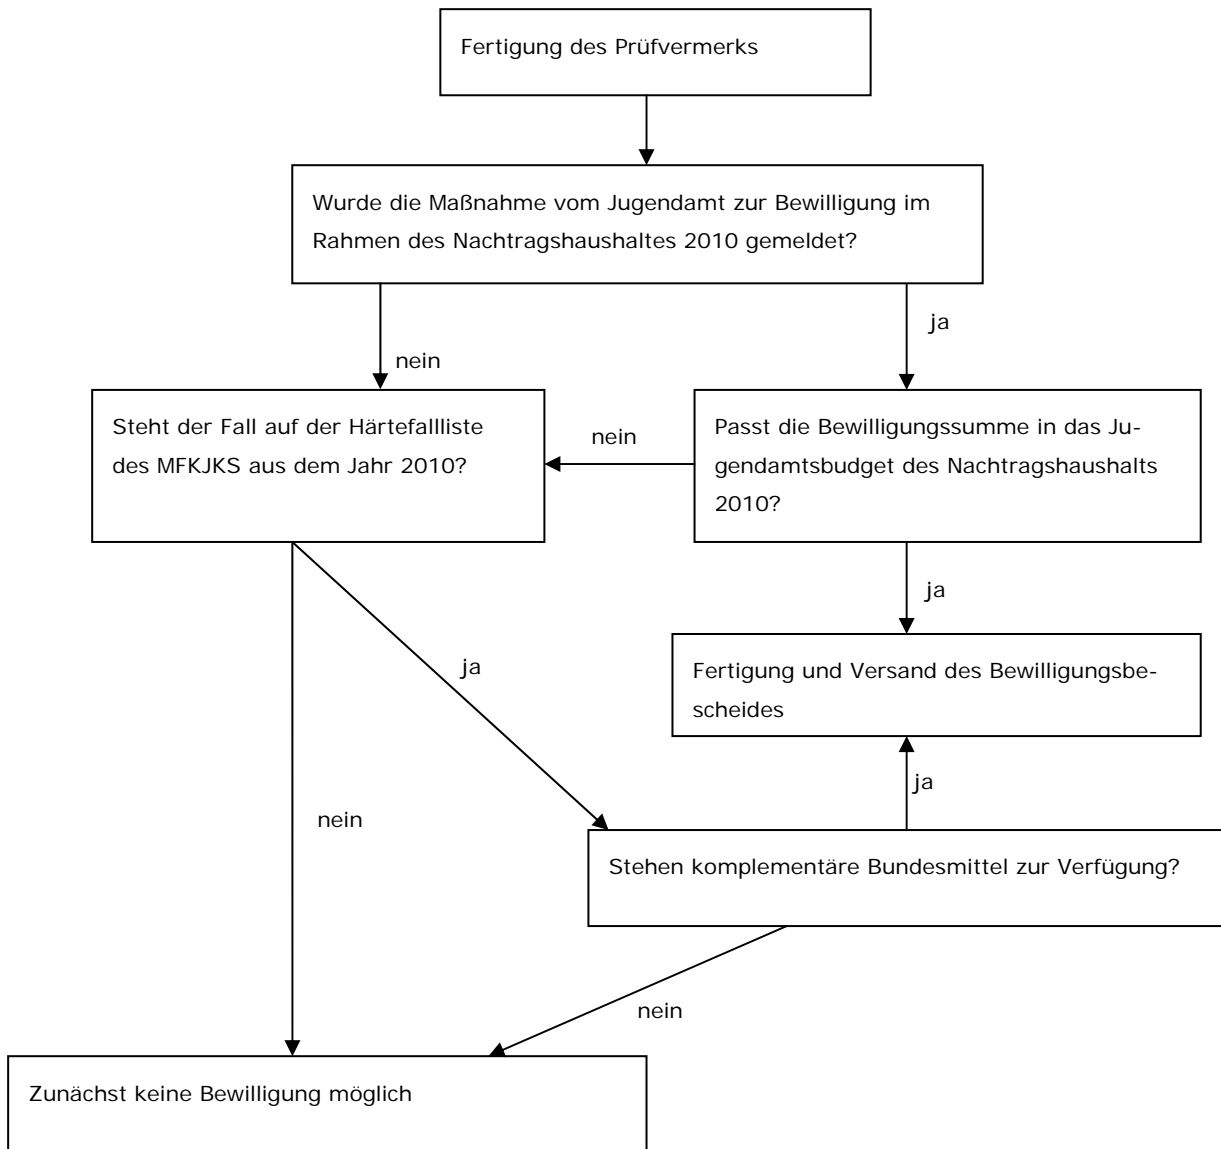 Fertigung des Prüfvermerks
Wurde die Maßnahme vom Jugendamt zur Bewilligung im
Rahmen des Nachtragshaushaltes 2010 gemeldet?
ja
nein
Steht der Fall auf der Härtefallliste
des MFKJKS aus dem Jahr 2010?
nein
Passt die Bewilligungssumme in das Ju-
gendamtsbudget des Nachtragshaushalts
2010?
ja
Fertigung und Versand des Bewilligungsbe-
scheides
ja
ja
nein
Stehen komplementäre Bundesmittel zur Verfügung?
nein
Zunächst keine Bewilligung möglich